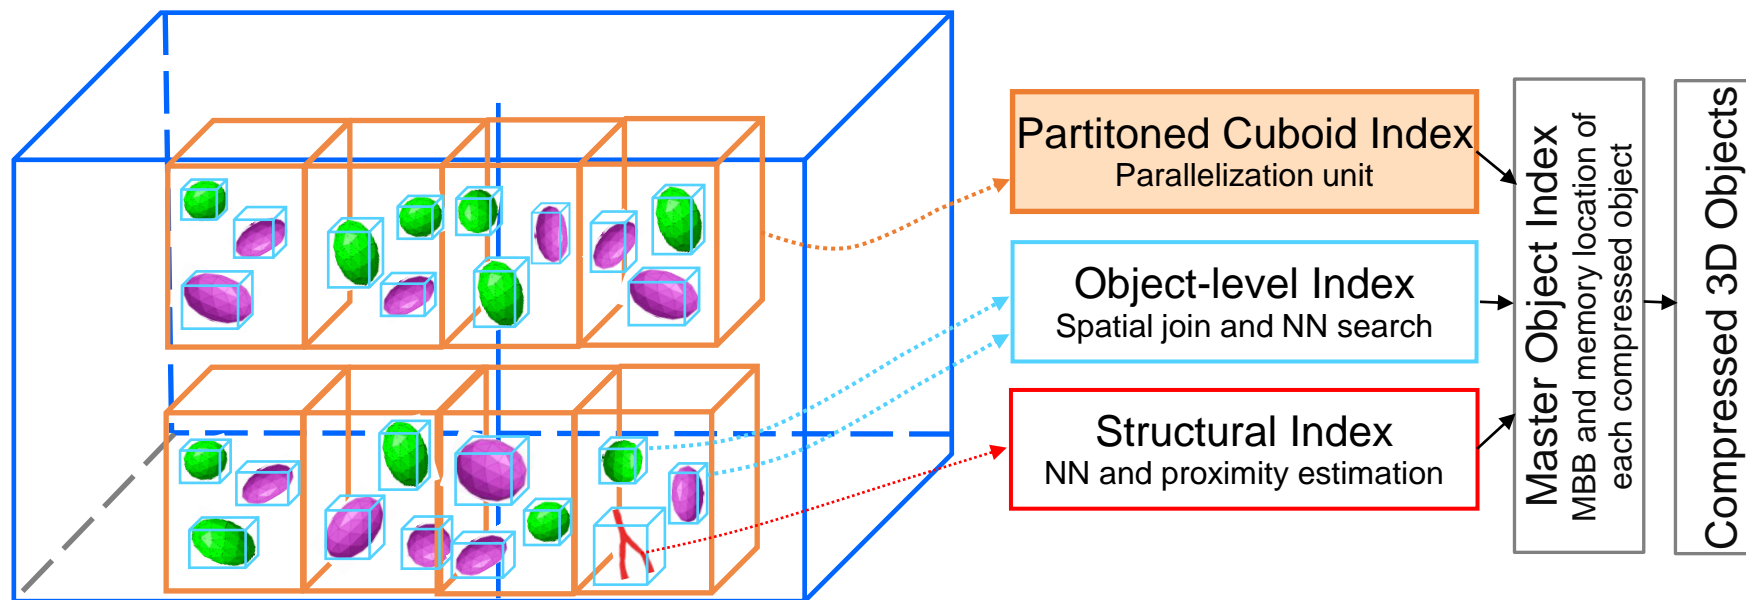 Partitoned Cuboid Index
Parallelization unit
Object-level Index
Spatial join and NN search
Structural Index
NN and proximity estimation
Master Object Index
MBB and memory location of
each compressed object
Compressed 3D Objects